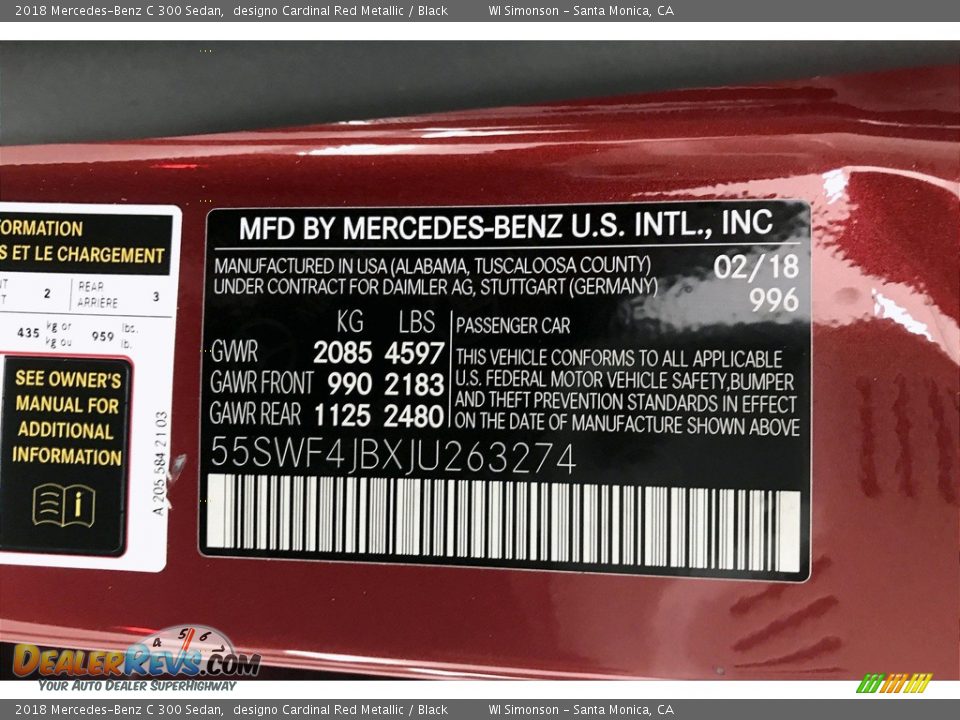 2018 Mercedes-Benz C 300 Sedan, designo Cardinal Red Metallic / Black WI Simonson - Santa Monica, CA
FORMATION
S ET LE CHARGEMENT
2 REAR ARRIÈRE 3
435 kg or kg ou 959 lbs. lb.
SEE OWNER'S
MANUAL FOR
ADDITIONAL
INFORMATION
A 205 584 21 03
MFD BY MERCEDES-BENZ U.S. INTL., INC
MANUFACTURED IN USA (ALABAMA, TUSCALOOSA COUNTY) 02/18
UNDER CONTRACT FOR DAIMLER AG, STUTTGART (GERMANY) 996
KG LBS
GVWR 2085 4597
GAWR FRONT 990 2183
GAWR REAR 1125 2480
PASSENGER CAR
THIS VEHICLE CONFORMS TO ALL APPLICABLE
U.S. FEDERAL MOTOR VEHICLE SAFETY,BUMPER
AND THEFT PREVENTION STANDARDS IN EFFECT
ON THE DATE OF MANUFACTURE SHOWN ABOVE
55SWF4JBXJU263274
4 5 6
DEALERREVS.COM
YOUR AUTO DEALER SUPERHIGHWAY
2018 Mercedes-Benz C 300 Sedan, designo Cardinal Red Metallic / Black WI Simonson - Santa Monica, CA